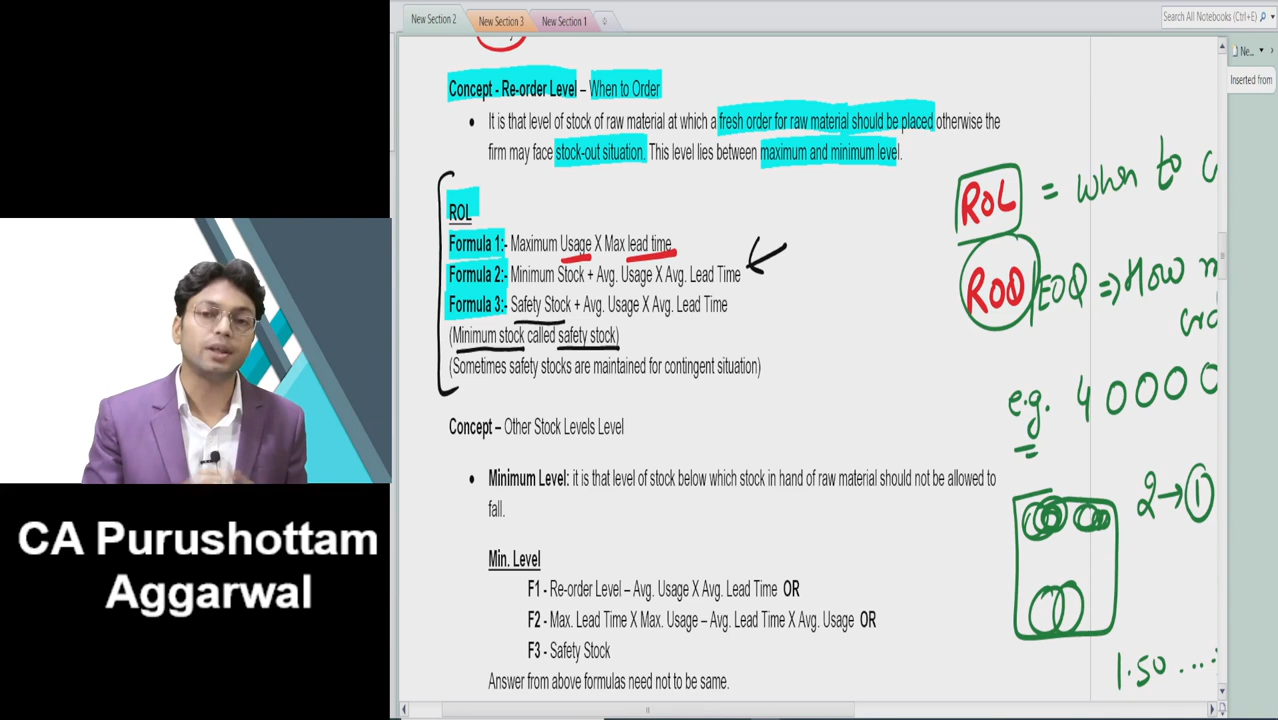 New Section 2
New Section 3
New Section 1
Search All Notebooks (Ctrl+E)
Ne...
Inserted from
Concept - Re-order Level – When to Order
• It is that level of stock of raw material at which a fresh order for raw material should be placed otherwise the
firm may face stock-out situation. This level lies between maximum and minimum level.
ROL
Formula 1:- Maximum Usage X Max lead time
Formula 2:- Minimum Stock + Avg. Usage X Avg. Lead Time
Formula 3:- Safety Stock + Avg. Usage X Avg. Lead Time
(Minimum stock called safety stock)
(Sometimes safety stocks are maintained for contingent situation)
Concept – Other Stock Levels Level
• Minimum Level: it is that level of stock below which stock in hand of raw material should not be allowed to
fall.
Min. Level
F1 - Re-order Level – Avg. Usage X Avg. Lead Time OR
F2 - Max. Lead Time X Max. Usage – Avg. Lead Time X Avg. Usage OR
F3 - Safety Stock
Answer from above formulas need not to be same.
ROL = when to
ROQ/EOQ => How
e.g. 40000
2→1
1.50 ....
CA Purushottam
Aggarwal